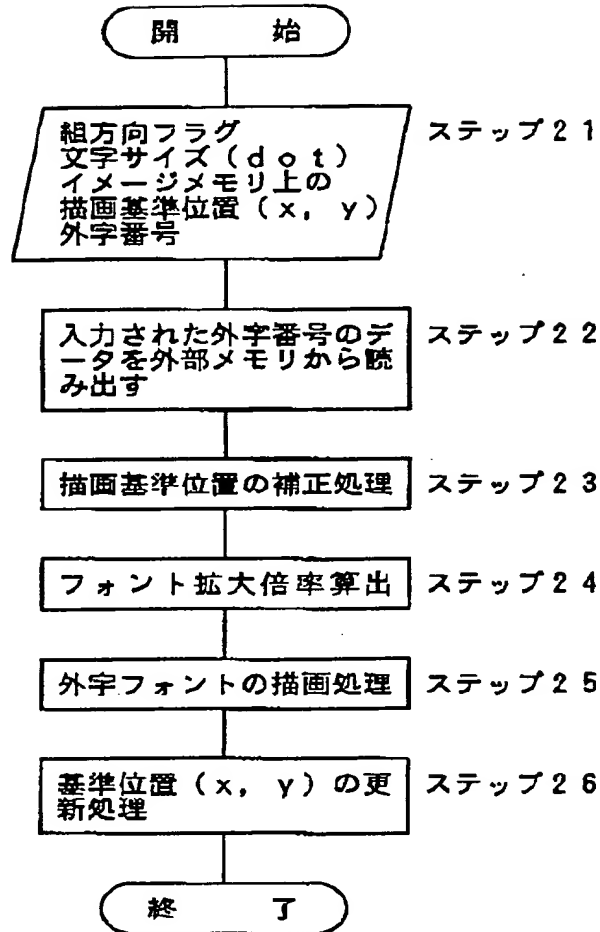 開　始
組方向フラグ　ステップ２１
文字サイズ（ｄｏｔ）
イメージメモリ上の
描画基準位置（ｘ，ｙ）
外字番号
入力された外字番号のデ　ステップ２２
ータを外部メモリから読
み出す
描画基準位置の補正処理　ステップ２３
フォント拡大倍率算出　ステップ２４
外字フォントの描画処理　ステップ２５
基準位置（ｘ，ｙ）の更　ステップ２６
新処理
終　了